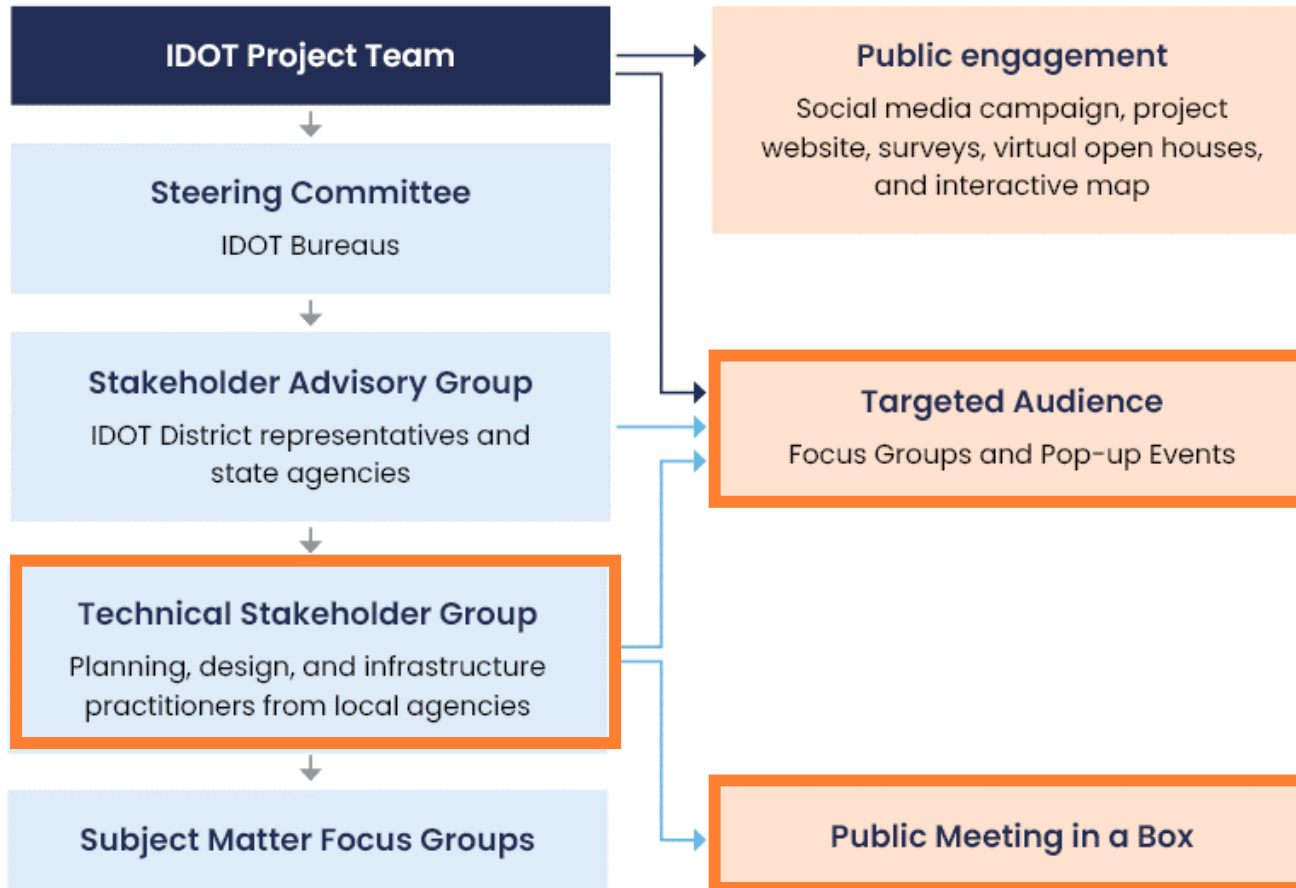 IDOT Project Team
Steering Committee
IDOT Bureaus
Stakeholder Advisory Group
IDOT District representatives and
state agencies
Technical Stakeholder Group
Planning, design, and infrastructure
practitioners from local agencies
Subject Matter Focus Groups
Public engagement
Social media campaign, project
website, surveys, virtual open houses,
and interactive map
Targeted Audience
Focus Groups and Pop-up Events
Public Meeting in a Box